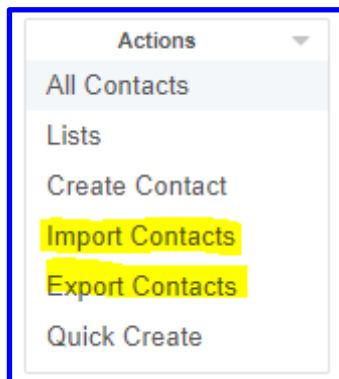 Actions
All Contacts
Lists
Create Contact
Import Contacts
Export Contacts
Quick Create